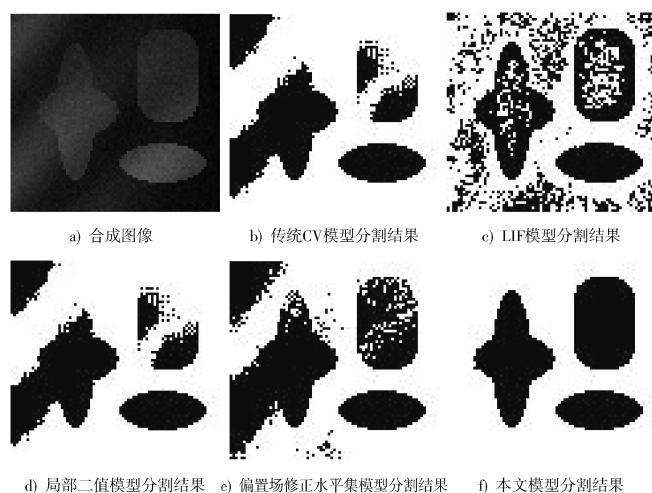 a) 合成图像
b) 传统CV模型分割结果
c) LIF模型分割结果
d) 局部二值模型分割结果
e) 偏置场修正水平集模型分割结果
f) 本文模型分割结果